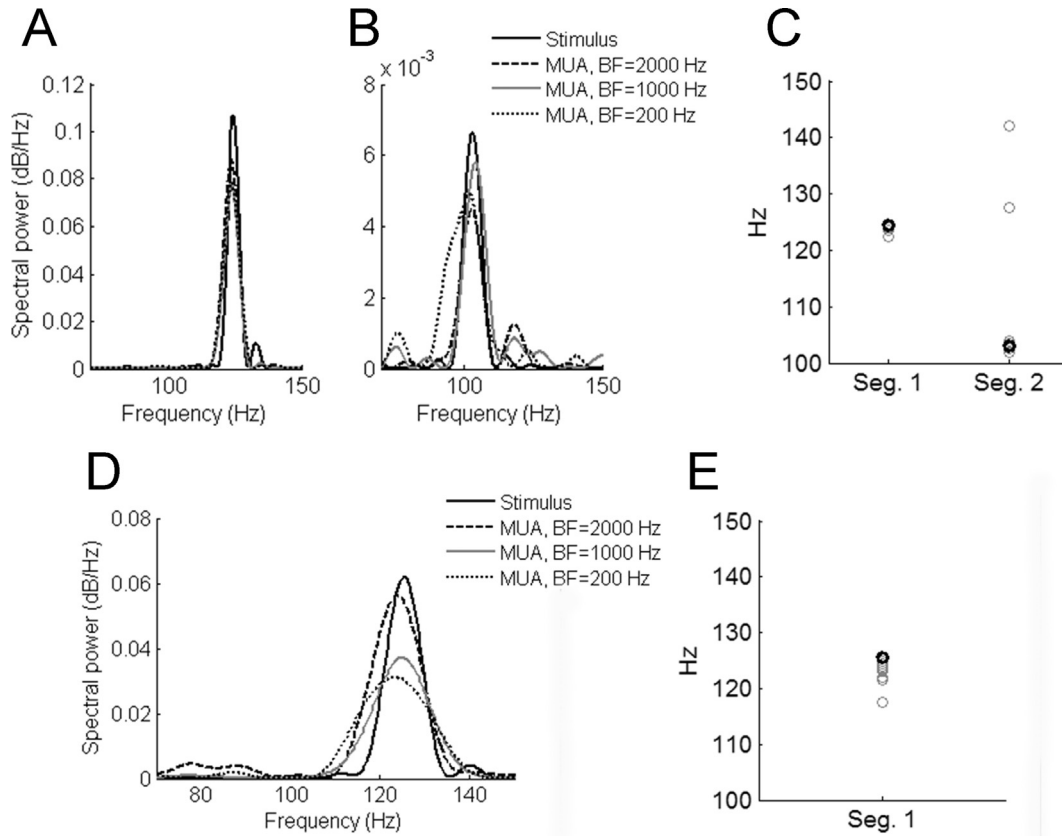 A
0.12
0.1
0.08
0.06
0.04
0.02
0
100 150
Spectral power (dB/Hz)
Frequency (Hz)
B
Stimulus
MUA, BF=2000 Hz
MUA, BF=1000 Hz
MUA, BF=200 Hz
8 x 10^-3
6
4
2
0
100 150
Frequency (Hz)
C
150
140
130
120
110
100
Hz
Seg. 1 Seg. 2
D
Stimulus
MUA, BF=2000 Hz
MUA, BF=1000 Hz
MUA, BF=200 Hz
0.08
0.06
0.04
0.02
0
80 100 120 140
Spectral power (dB/Hz)
Frequency (Hz)
E
150
140
130
120
110
100
Hz
Seg. 1